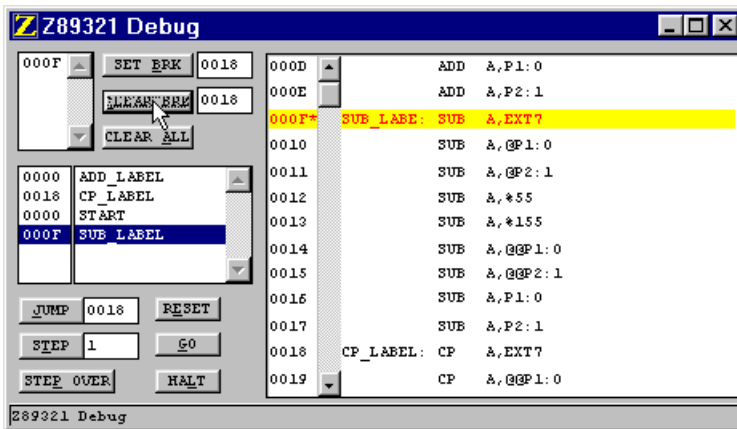 Z89321 Debug
000F
SET BRK 0018
CLEAR BRK 0018
CLEAR ALL
0000 ADD_LABEL
0018 CP_LABEL
0000 START
000F SUB_LABEL
JUMP 0018 RESET
STEP 1 GO
STEP OVER HALT
000D ADD A,P1:0
000E ADD A,P2:1
000F* SUB_LABE: SUB A,EXT7
0010 SUB A,@P1:0
0011 SUB A,@P2:1
0012 SUB A,%55
0013 SUB A,%155
0014 SUB A,@@P1:0
0015 SUB A,@@P2:1
0016 SUB A,P1:0
0017 SUB A,P2:1
0018 CP_LABEL: CP A,EXT7
0019 CP A,@@P1:0
Z89321 Debug